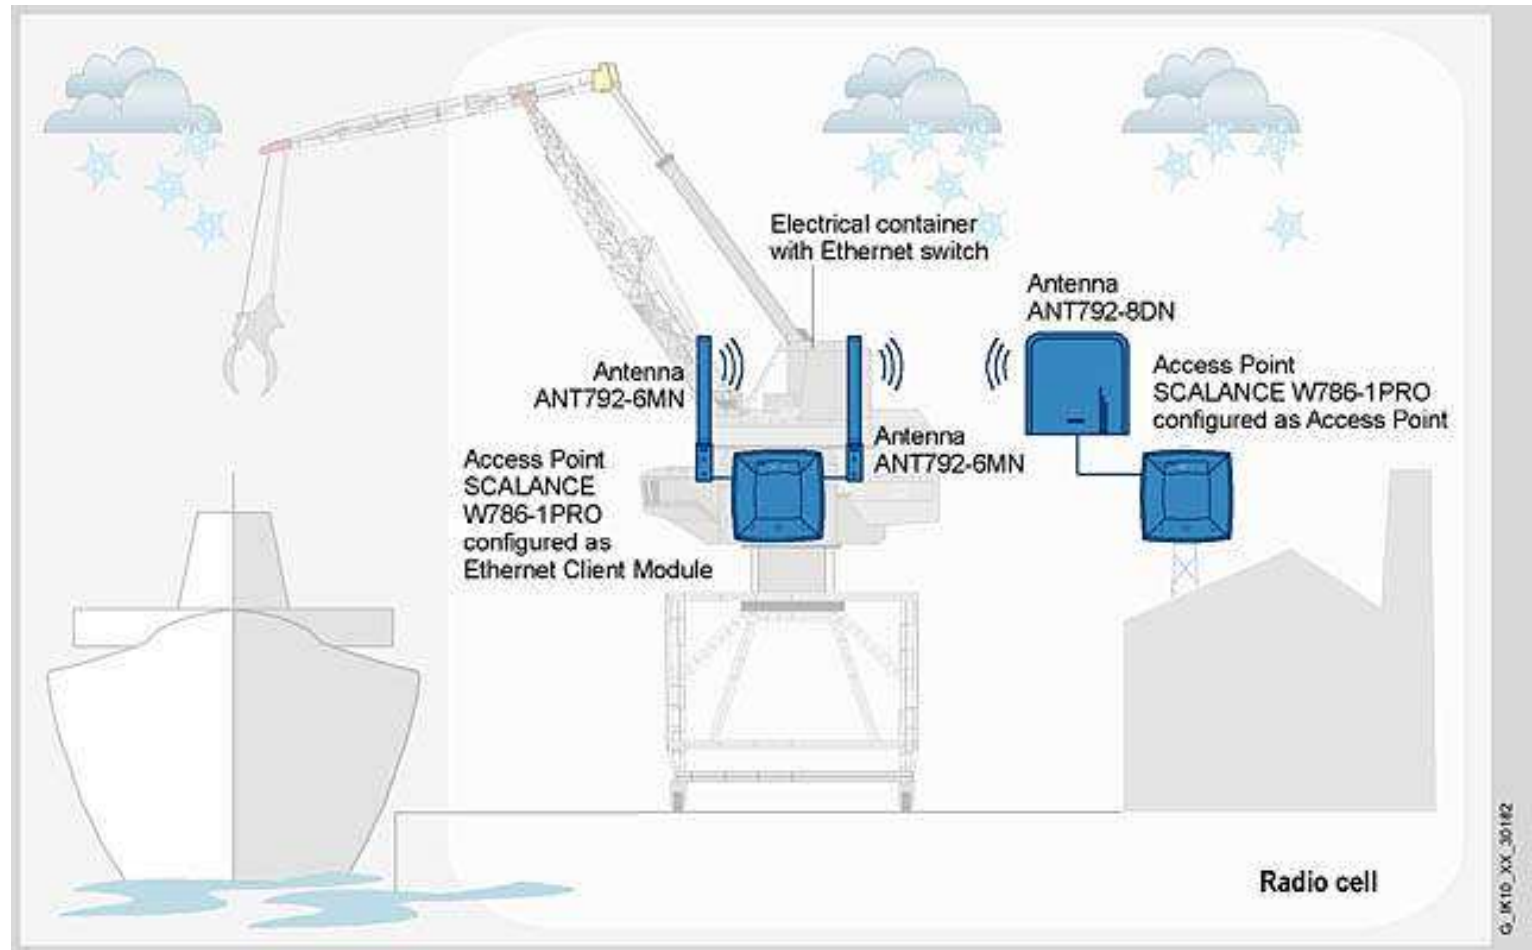 Electrical container
with Ethernet switch
Antenna
ANT792-8DN
Antenna
ANT792-6MN
Access Point
SCALANCE W786-1PRO
configured as Access Point
Antenna
ANT792-6MN
Access Point
SCALANCE
W786-1PRO
configured as
Ethernet Client Module
Radio cell
G_IK10_XX_30182